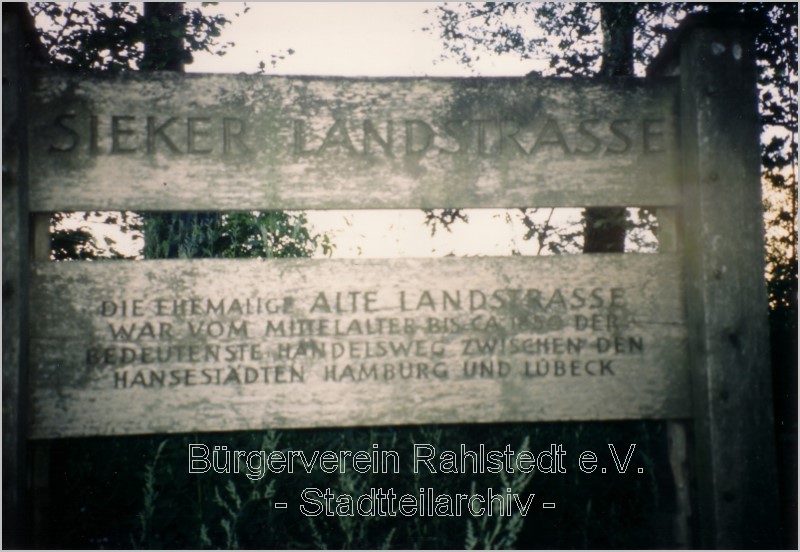 SIEKER LANDSTRASSE
DIE EHEMALIGE ALTE LANDSTRASSE
WAR VOM MITTELALTER BIS CA. DER
BEDEUTENSTE HANDELSWEG ZWISCHEN DEN
HANSESTÄDTEN HAMBURG UND LÜBECK
Bürgerverein Rahlstedt e.V.
- Stadtteilarchiv -